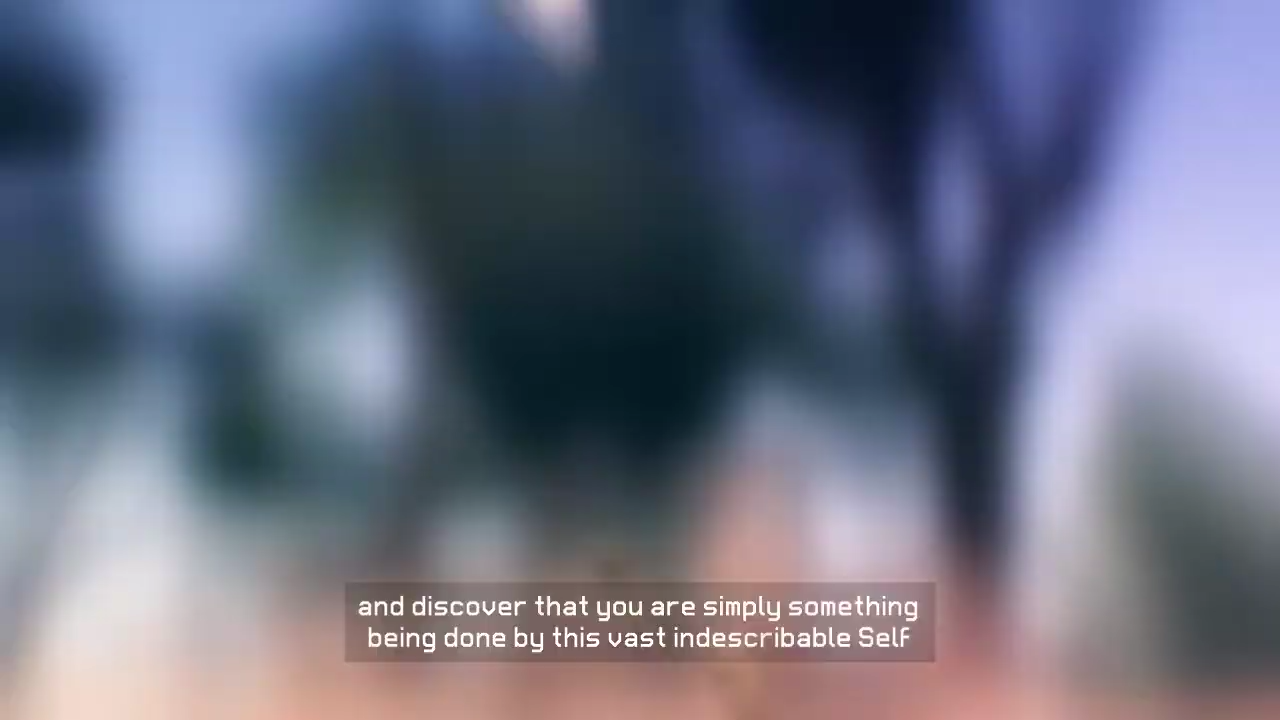 and discover that you are simply something
being done by this vast indescribable Self